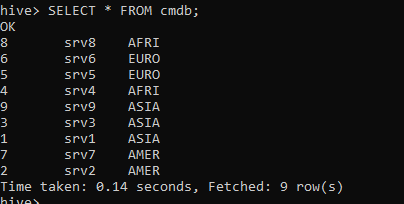 hive> SELECT * FROM cmdb;
OK
8 srv8 AFRI
6 srv6 EURO
5 srv5 EURO
4 srv4 AFRI
9 srv9 ASIA
3 srv3 ASIA
1 srv1 ASIA
7 srv7 AMER
2 srv2 AMER
Time taken: 0.14 seconds, Fetched: 9 row(s)
hive>